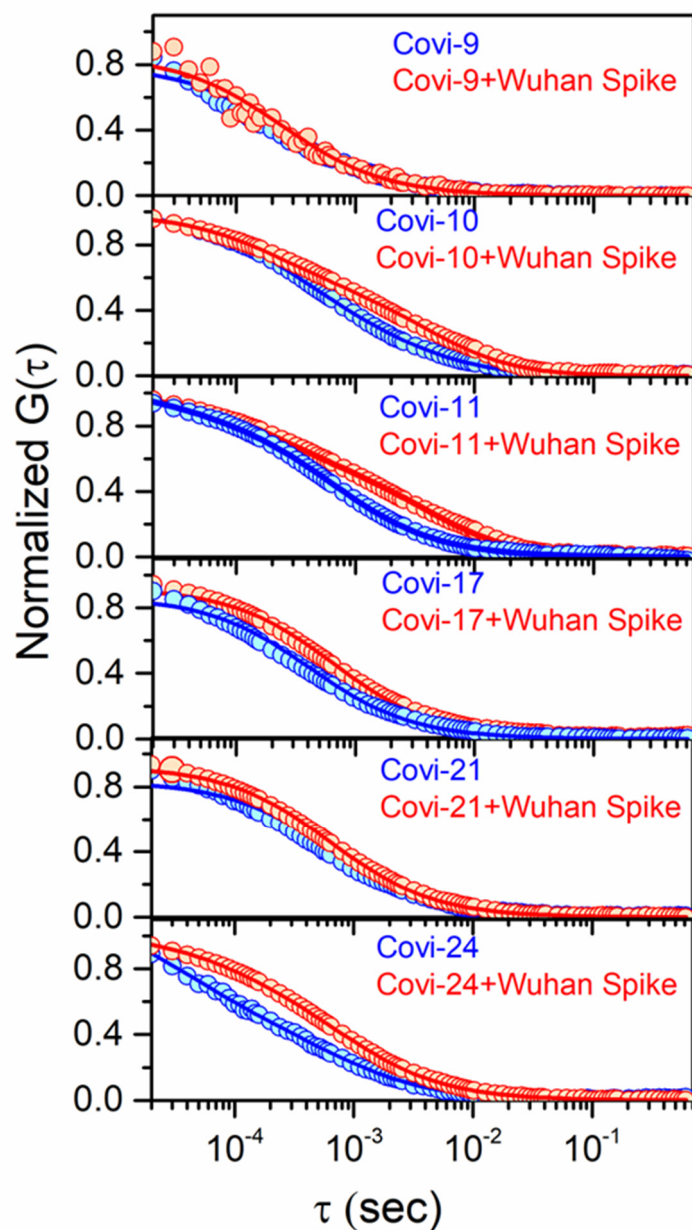 Covi-9
Covi-9+Wuhan Spike
0.8
0.4
0.0
Covi-10
Covi-10+Wuhan Spike
0.8
0.4
0.0
Covi-11
Covi-11+Wuhan Spike
0.8
0.4
0.0
Covi-17
Covi-17+Wuhan Spike
0.8
0.4
0.0
Covi-21
Covi-21+Wuhan Spike
0.8
0.4
0.0
Covi-24
Covi-24+Wuhan Spike
0.8
0.4
0.0
Normalized G(τ)
10⁻⁴ 10⁻³ 10⁻² 10⁻¹
τ (sec)